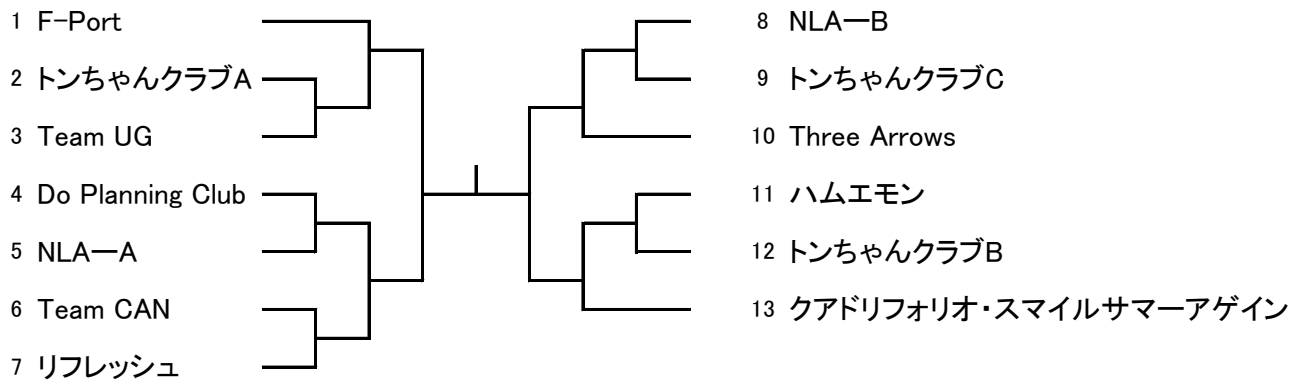 1 F-Port
2 トンちゃんクラブA
3 Team UG
4 Do Planning Club
5 NLAーA
6 Team CAN
7 リフレッシュ
8 NLAーB
9 トンちゃんクラブC
10 Three Arrows
11 ハムエモン
12 トンちゃんクラブB
13 クアドリフォリオ・スマイルサマーアゲイン